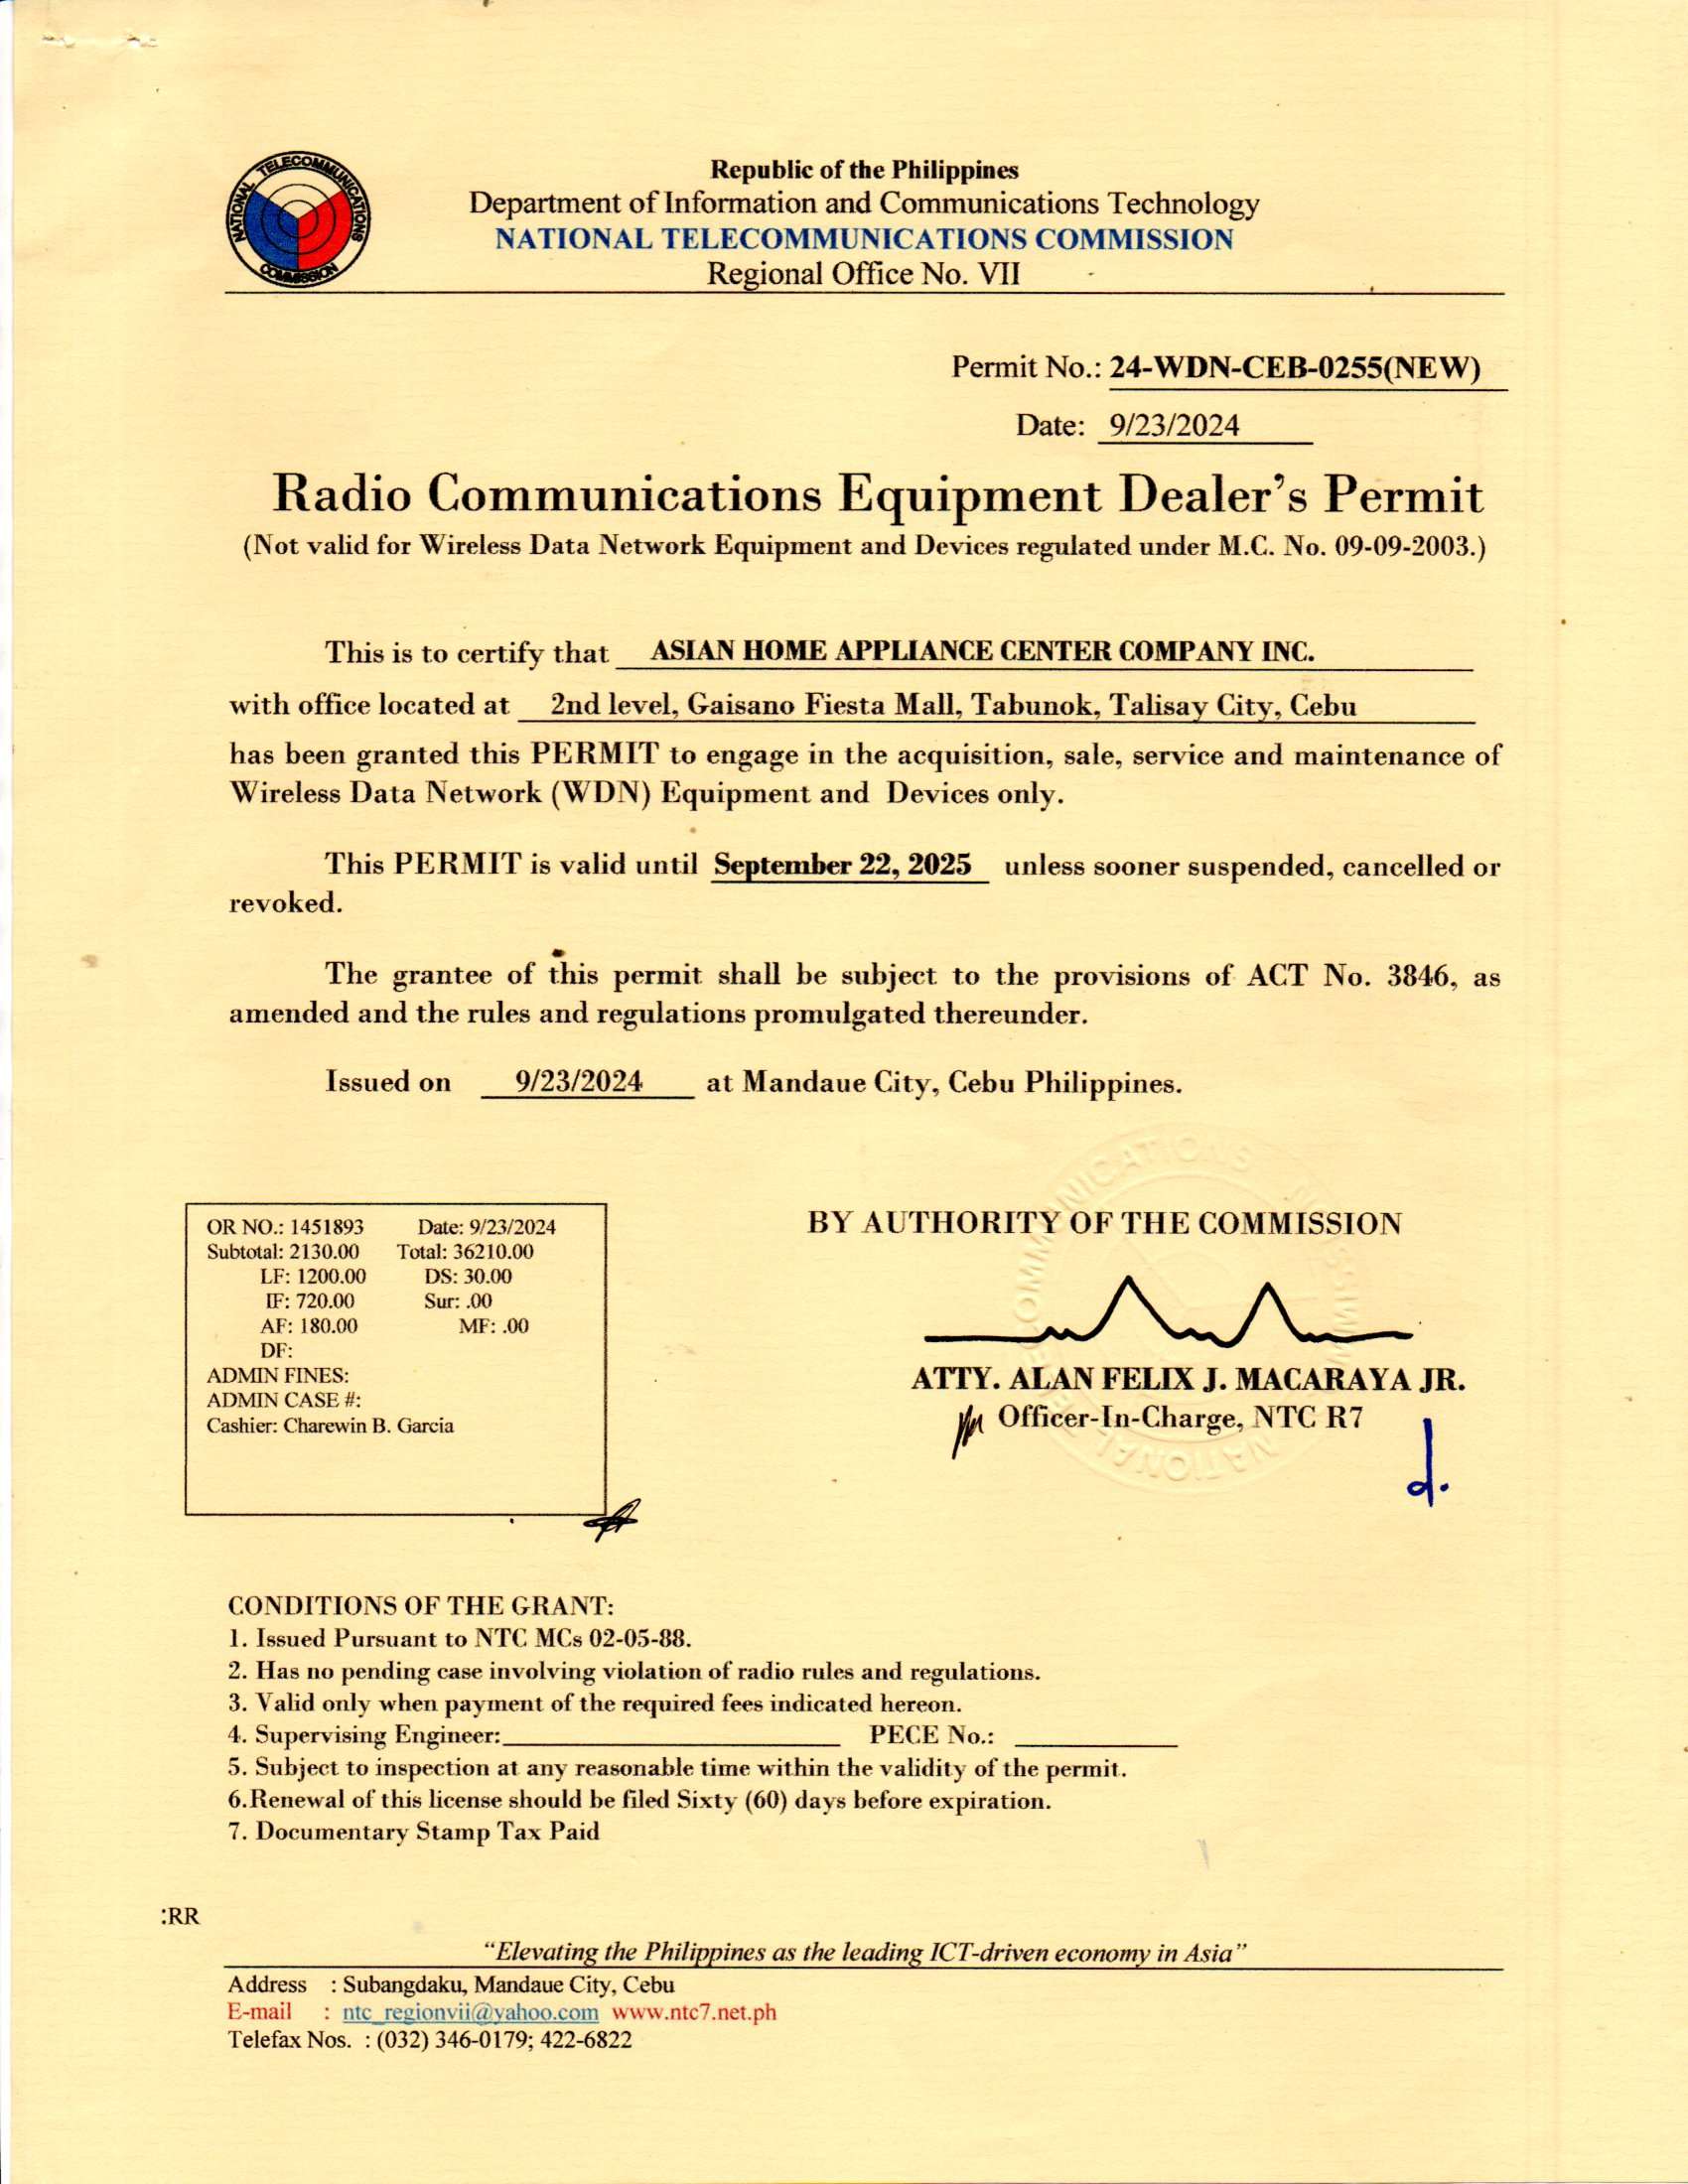 NATIONAL TELECOMMUNICATIONS COMMISSION
Republic of the Philippines
Department of Information and Communications Technology
NATIONAL TELECOMMUNICATIONS COMMISSION
Regional Office No. VII
Permit No.: 24-WDN-CEB-0255(NEW)
Date: 9/23/2024
Radio Communications Equipment Dealer's Permit
(Not valid for Wireless Data Network Equipment and Devices regulated under M.C. No. 09-09-2003.)
This is to certify that ASIAN HOME APPLIANCE CENTER COMPANY INC.
with office located at 2nd level, Gaisano Fiesta Mall, Tabunok, Talisay City, Cebu
has been granted this PERMIT to engage in the acquisition, sale, service and maintenance of
Wireless Data Network (WDN) Equipment and Devices only.
This PERMIT is valid until September 22, 2025 unless sooner suspended, cancelled or
revoked.
The grantee of this permit shall be subject to the provisions of ACT No. 3846, as
amended and the rules and regulations promulgated thereunder.
Issued on 9/23/2024 at Mandaue City, Cebu Philippines.
OR NO.: 1451893 Date: 9/23/2024
Subtotal: 2130.00 Total: 36210.00
LF: 1200.00 DS: 30.00
IF: 720.00 Sur: .00
AF: 180.00 MF: .00
DF:
ADMIN FINES:
ADMIN CASE #:
Cashier: Charewin B. Garcia
BY AUTHORITY OF THE COMMISSION
ATTY. ALAN FELIX J. MACARAYA JR.
Officer-In-Charge, NTC R7
NATIONAL TELECOMMUNICATIONS COMMISSION
CONDITIONS OF THE GRANT:
1. Issued Pursuant to NTC MCs 02-05-88.
2. Has no pending case involving violation of radio rules and regulations.
3. Valid only when payment of the required fees indicated hereon.
4. Supervising Engineer: PECE No.:
5. Subject to inspection at any reasonable time within the validity of the permit.
6.Renewal of this license should be filed Sixty (60) days before expiration.
7. Documentary Stamp Tax Paid
:RR
"Elevating the Philippines as the leading ICT-driven economy in Asia"
Address : Subangdaku, Mandaue City, Cebu
E-mail : ntc_regionvii@yahoo.com www.ntc7.net.ph
Telefax Nos. : (032) 346-0179; 422-6822